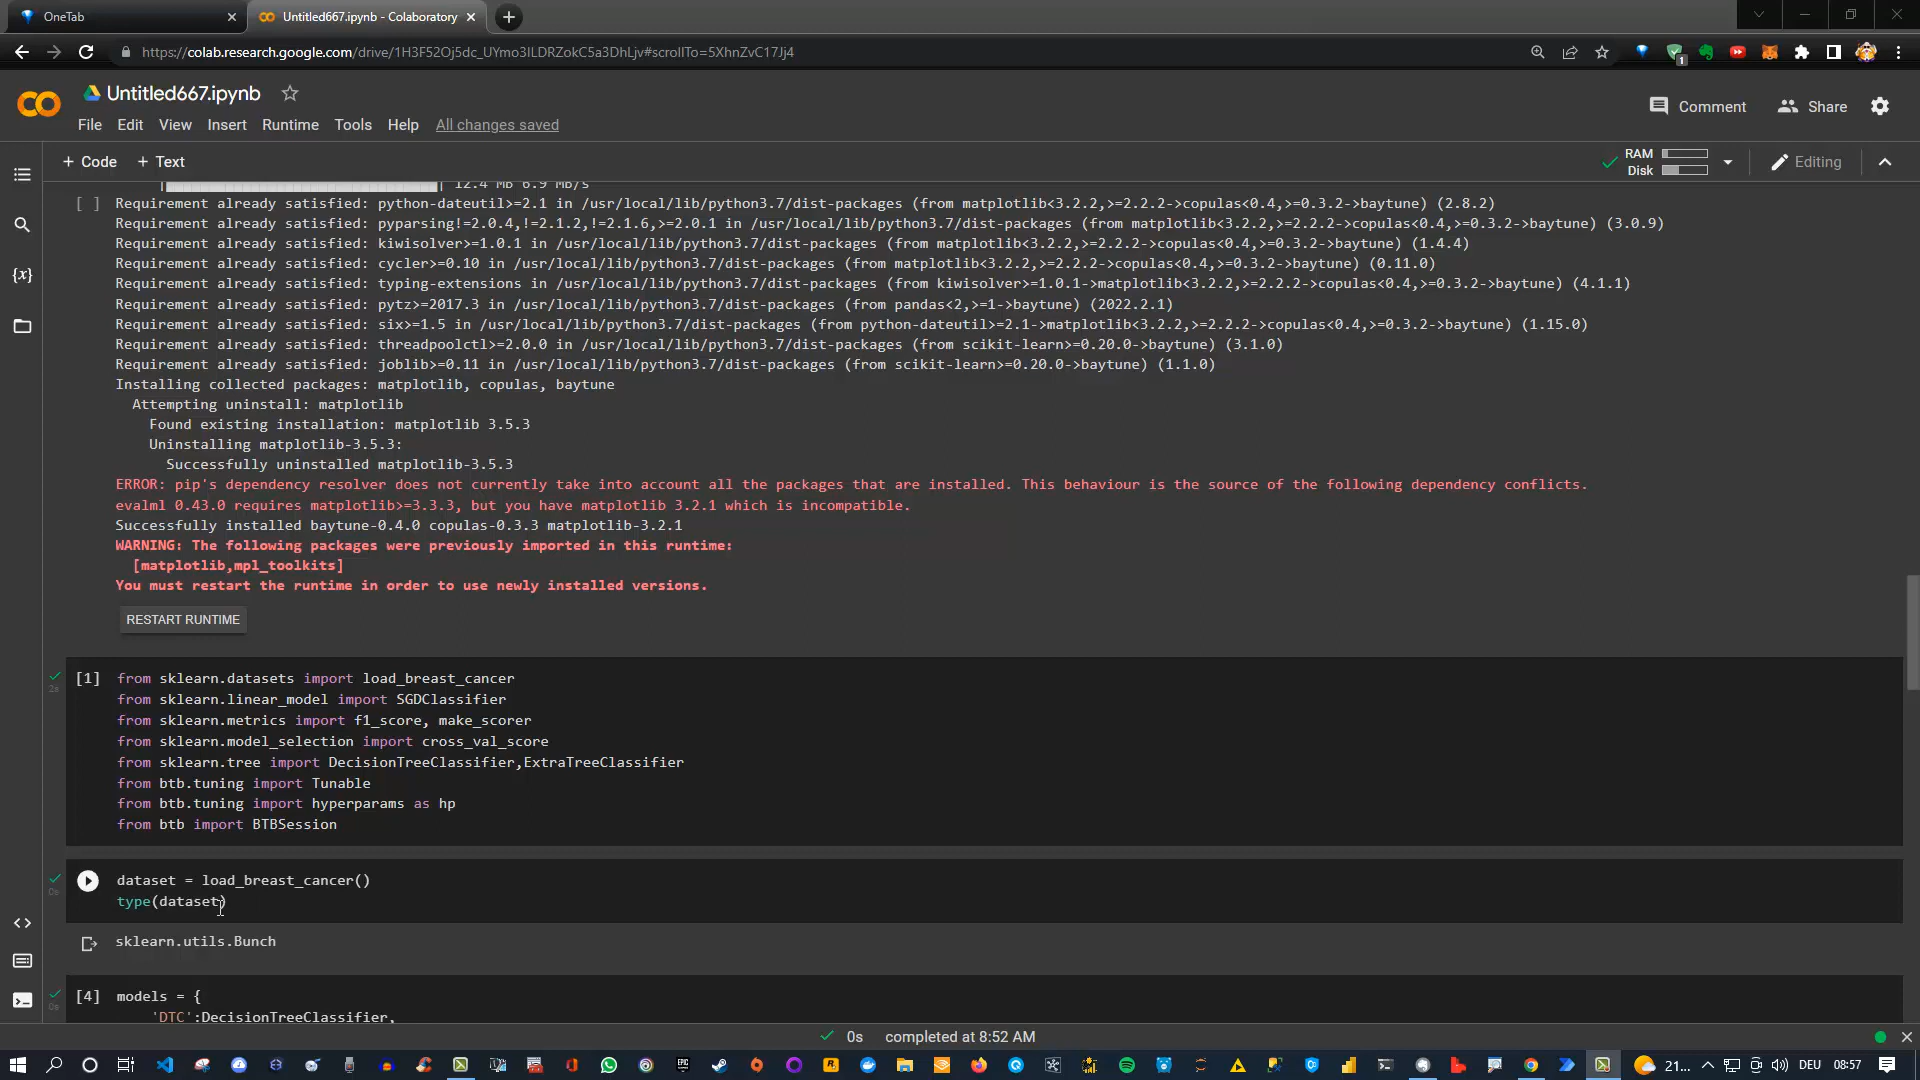 OneTab
Untitled667.ipynb - Colaboratory
https://colab.research.google.com/drive/1H3F52Oj5dc_UYmo3ILDRZokC5a3DhLjv#scrollTo=5XhnZvC17Jj4
1
Untitled667.ipynb
Comment
Share
File Edit View Insert Runtime Tools Help All changes saved
+ Code + Text
RAM
Disk
Editing
12.4 MB 6.9 MB/s
[ ] Requirement already satisfied: python-dateutil>=2.1 in /usr/local/lib/python3.7/dist-packages (from matplotlib<3.2.2,>=2.2.2->copulas<0.4,>=0.3.2->baytune) (2.8.2)
Requirement already satisfied: pyparsing!=2.0.4,!=2.1.2,!=2.1.6,>=2.0.1 in /usr/local/lib/python3.7/dist-packages (from matplotlib<3.2.2,>=2.2.2->copulas<0.4,>=0.3.2->baytune) (3.0.9)
Requirement already satisfied: kiwisolver>=1.0.1 in /usr/local/lib/python3.7/dist-packages (from matplotlib<3.2.2,>=2.2.2->copulas<0.4,>=0.3.2->baytune) (1.4.4)
Requirement already satisfied: cycler>=0.10 in /usr/local/lib/python3.7/dist-packages (from matplotlib<3.2.2,>=2.2.2->copulas<0.4,>=0.3.2->baytune) (0.11.0)
Requirement already satisfied: typing-extensions in /usr/local/lib/python3.7/dist-packages (from kiwisolver>=1.0.1->matplotlib<3.2.2,>=2.2.2->copulas<0.4,>=0.3.2->baytune) (4.1.1)
Requirement already satisfied: pytz>=2017.3 in /usr/local/lib/python3.7/dist-packages (from pandas<2,>=1->baytune) (2022.2.1)
Requirement already satisfied: six>=1.5 in /usr/local/lib/python3.7/dist-packages (from python-dateutil>=2.1->matplotlib<3.2.2,>=2.2.2->copulas<0.4,>=0.3.2->baytune) (1.15.0)
Requirement already satisfied: threadpoolctl>=2.0.0 in /usr/local/lib/python3.7/dist-packages (from scikit-learn>=0.20.0->baytune) (3.1.0)
Requirement already satisfied: joblib>=0.11 in /usr/local/lib/python3.7/dist-packages (from scikit-learn>=0.20.0->baytune) (1.1.0)
Installing collected packages: matplotlib, copulas, baytune
Attempting uninstall: matplotlib
Found existing installation: matplotlib 3.5.3
Uninstalling matplotlib-3.5.3:
Successfully uninstalled matplotlib-3.5.3
ERROR: pip's dependency resolver does not currently take into account all the packages that are installed. This behaviour is the source of the following dependency conflicts.
evalml 0.43.0 requires matplotlib>=3.3.3, but you have matplotlib 3.2.1 which is incompatible.
Successfully installed baytune-0.4.0 copulas-0.3.3 matplotlib-3.2.1
WARNING: The following packages were previously imported in this runtime:
[matplotlib,mpl_toolkits]
You must restart the runtime in order to use newly installed versions.
RESTART RUNTIME
[1] from sklearn.datasets import load_breast_cancer
2s
from sklearn.linear_model import SGDClassifier
from sklearn.metrics import f1_score, make_scorer
from sklearn.model_selection import cross_val_score
from sklearn.tree import DecisionTreeClassifier,ExtraTreeClassifier
from btb.tuning import Tunable
from btb.tuning import hyperparams as hp
from btb import BTBSession
dataset = load_breast_cancer()
0s
type(dataset)
sklearn.utils.Bunch
[4] models = {
0s
'DTC':DecisionTreeClassifier,
0s completed at 8:52 AM
21... DEU 08:57